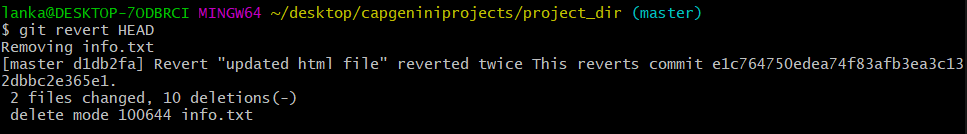 lanka@DESKTOP-7ODBRCI MINGW64 ~/desktop/capgeniniprojects/project_dir (master)
$ git revert HEAD
Removing info.txt
[master d1db2fa] Revert "updated html file" reverted twice This reverts commit e1c764750edea74f83afb3ea3c13
2dbbc2e365e1.
 2 files changed, 10 deletions(-)
 delete mode 100644 info.txt